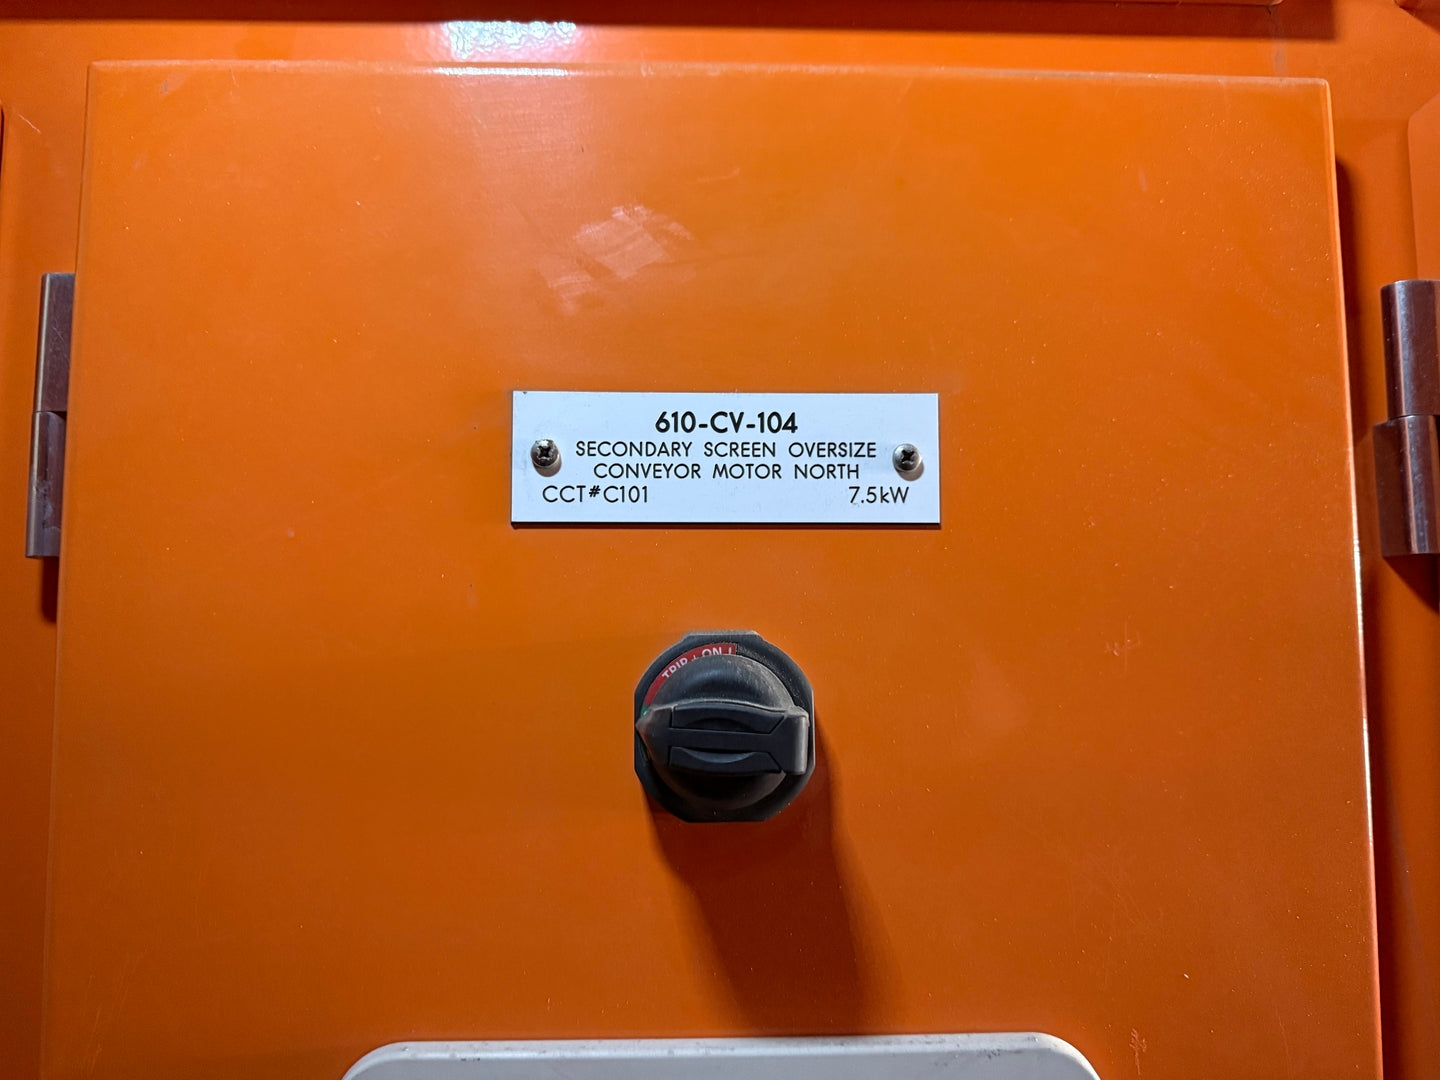 610-CV-104
SECONDARY SCREEN OVERSIZE
CONVEYOR MOTOR NORTH
CCT#C101 7.5kW
TRIP + ON I